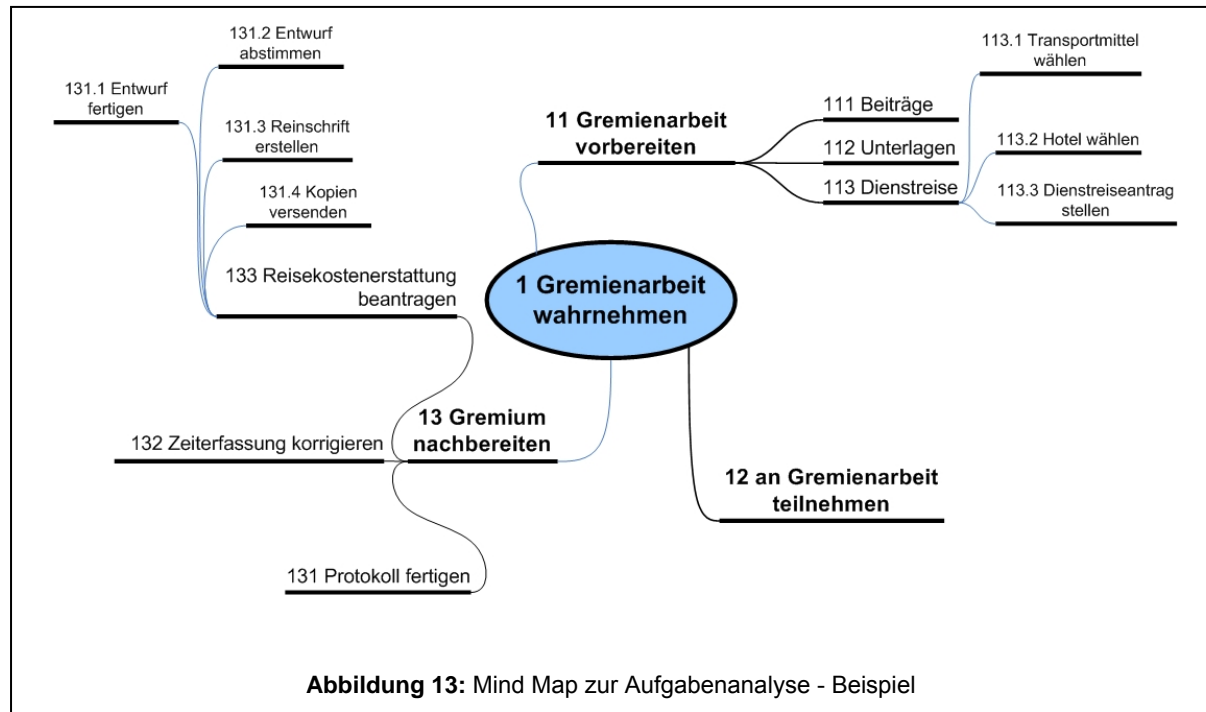 131.2 Entwurf
abstimmen
131.1 Entwurf
fertigen
131.3 Reinschrift
erstellen
131.4 Kopien
versenden
133 Reisekostenerstattung
beantragen
11 Gremienarbeit
vorbereiten
111 Beiträge
112 Unterlagen
113 Dienstreise
113.1 Transportmittel
wählen
113.2 Hotel wählen
113.3 Dienstreiseantrag
stellen
1 Gremienarbeit
wahrnehmen
13 Gremium
nachbereiten
132 Zeiterfassung korrigieren
131 Protokoll fertigen
12 an Gremienarbeit
teilnehmen
Abbildung 13: Mind Map zur Aufgabenanalyse - Beispiel